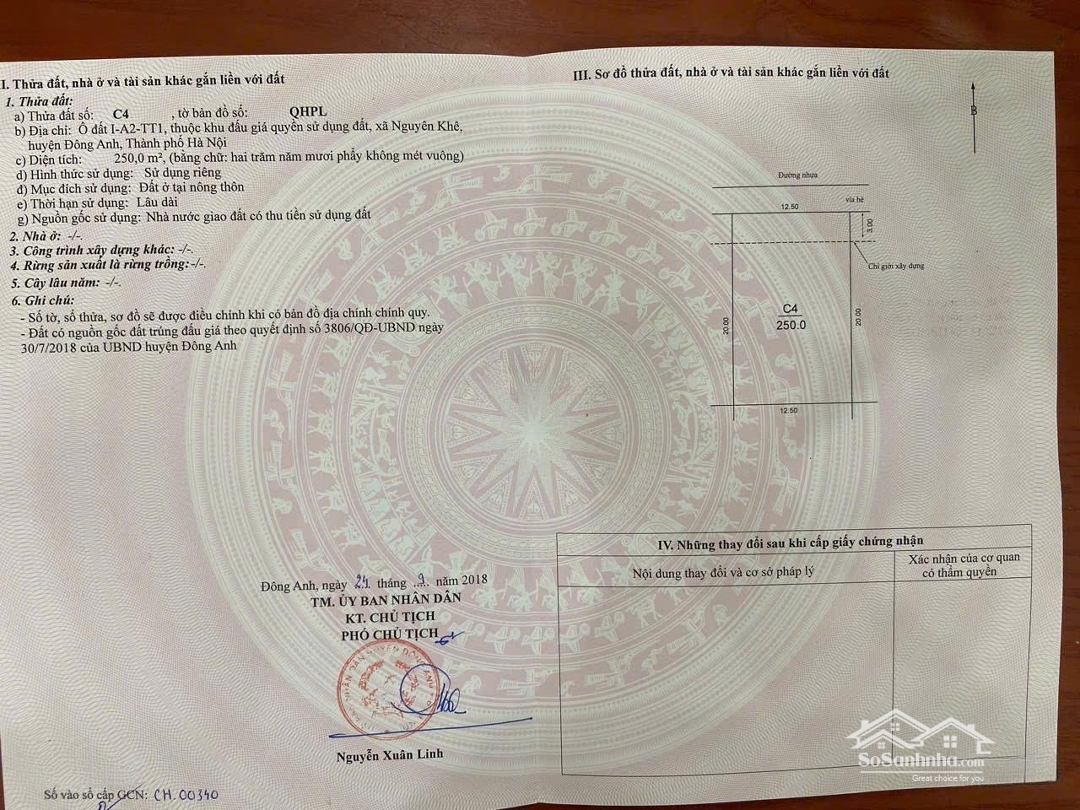 I. Thửa đất, nhà ở và tài sản khác gắn liền với đất
1. Thửa đất:
a) Thửa đất số: C4 , tờ bản đồ số: QHPL
b) Địa chỉ: Ô đất I-A2-TT1, thuộc khu đấu giá quyền sử dụng đất, xã Nguyên Khê,
huyện Đông Anh, Thành phố Hà Nội
c) Diện tích: 250,0 m², (bằng chữ: hai trăm năm mươi phẩy không mét vuông)
d) Hình thức sử dụng: Sử dụng riêng
đ) Mục đích sử dụng: Đất ở tại nông thôn
e) Thời hạn sử dụng: Lâu dài
g) Nguồn gốc sử dụng: Nhà nước giao đất có thu tiền sử dụng đất
2. Nhà ở: -/-.
3. Công trình xây dựng khác: -/-.
4. Rừng sản xuất là rừng trồng: -/-.
5. Cây lâu năm: -/-.
6. Ghi chú:
- Số tờ, số thửa, sơ đồ sẽ được điều chỉnh khi có bản đồ địa chính chính quy.
- Đất có nguồn gốc đất trúng đấu giá theo quyết định số 3806/QĐ-UBND ngày
30/7/2018 của UBND huyện Đông Anh
Đông Anh, ngày 24 tháng 9 năm 2018
TM. ỦY BAN NHÂN DÂN
KT. CHỦ TỊCH
PHÓ CHỦ TỊCH
Nguyễn Xuân Linh
Số vào sổ cấp GCN: CH.00340
III. Sơ đồ thửa đất, nhà ở và tài sản khác gắn liền với đất
B
Đường nhựa
vỉa hè
12.50
3.00
Chỉ giới xây dựng
C4
250.0
20.00
20.00
12.50
IV. Những thay đổi sau khi cấp giấy chứng nhận
Nội dung thay đổi và cơ sở pháp lý
Xác nhận của cơ quan
có thẩm quyền
SoSanhnha.com
Great choice for you